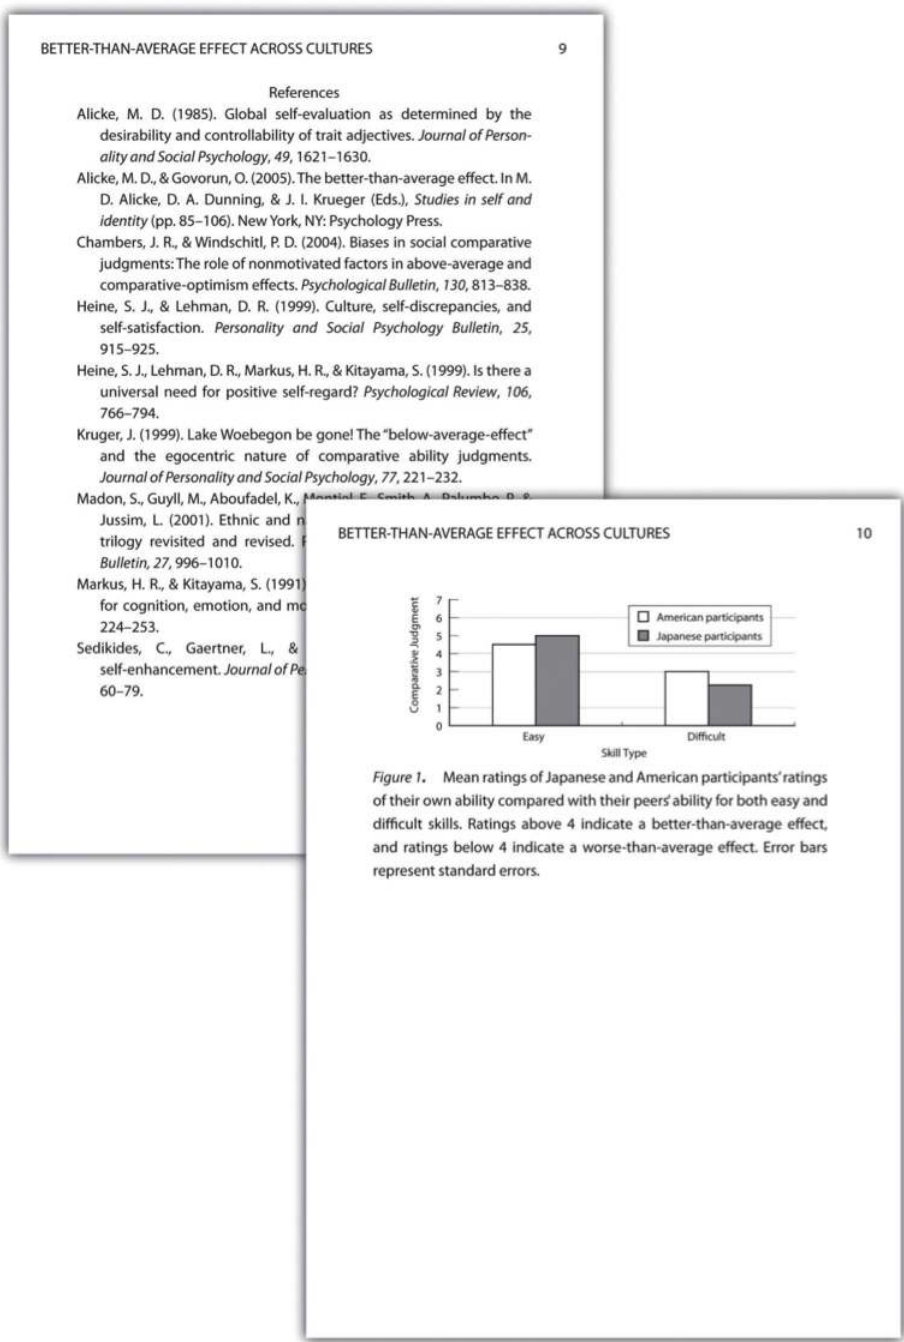 BETTER-THAN-AVERAGE EFFECT ACROSS CULTURES 9
References
Alicke, M. D. (1985). Global self-evaluation as determined by the
desirability and controllability of trait adjectives. Journal of Person-
ality and Social Psychology, 49, 1621–1630.
Alicke, M. D., & Govorun, O. (2005). The better-than-average effect. In M.
D. Alicke, D. A. Dunning, & J. I. Krueger (Eds.), Studies in self and
identity (pp. 85–106). New York, NY: Psychology Press.
Chambers, J. R., & Windschitl, P. D. (2004). Biases in social comparative
judgments: The role of nonmotivated factors in above-average and
comparative-optimism effects. Psychological Bulletin, 130, 813–838.
Heine, S. J., & Lehman, D. R. (1999). Culture, self-discrepancies, and
self-satisfaction. Personality and Social Psychology Bulletin, 25,
915–925.
Heine, S. J., Lehman, D. R., Markus, H. R., & Kitayama, S. (1999). Is there a
universal need for positive self-regard? Psychological Review, 106,
766–794.
Kruger, J. (1999). Lake Woebegon be gone! The "below-average-effect"
and the egocentric nature of comparative ability judgments.
Journal of Personality and Social Psychology, 77, 221–232.
Madon, S., Guyll, M., Aboufadel, K., Montiel, E., Smith, A., Palumbo, P., &
Jussim, L. (2001). Ethnic and n
trilogy revisited and revised.
Bulletin, 27, 996–1010.
Markus, H. R., & Kitayama, S. (1991)
for cognition, emotion, and mo
224–253.
Sedikides, C., Gaertner, L., &
self-enhancement. Journal of Pe
60–79.
BETTER-THAN-AVERAGE EFFECT ACROSS CULTURES 10
Comparative Judgment
7
6
5
4
3
2
1
0
American participants
Japanese participants
Easy Difficult
Skill Type
Figure 1. Mean ratings of Japanese and American participants' ratings
of their own ability compared with their peers' ability for both easy and
difficult skills. Ratings above 4 indicate a better-than-average effect,
and ratings below 4 indicate a worse-than-average effect. Error bars
represent standard errors.